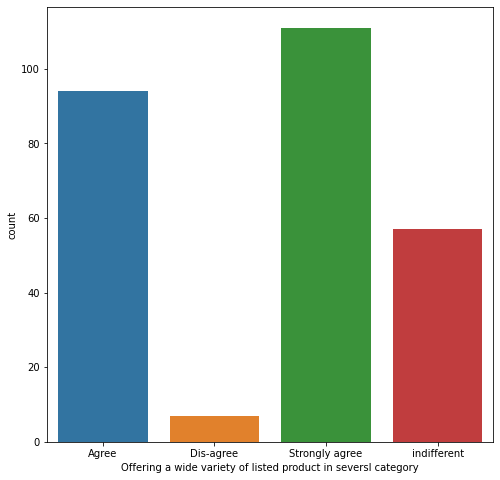 100
80
60
40
20
0
count
Agree
Dis-agree
Strongly agree
indifferent
Offering a wide variety of listed product in seversl category